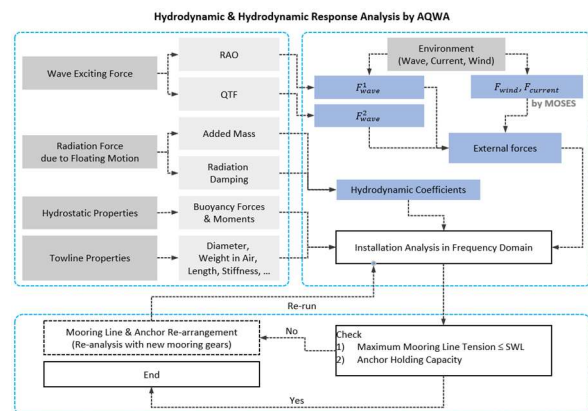 Hydrodynamic & Hydrodynamic Response Analysis by AQWA
Wave Exciting Force
RAO
QTF
Radiation Force
due to Floating Motion
Added Mass
Radiation
Damping
Hydrostatic Properties
Buoyancy Forces
& Moments
Towline Properties
Diameter,
Weight in Air,
Length, Stiffness, ...
Environment
(Wave, Current, Wind)
F¹wave
F²wave
Fwind, Fcurrent
by MOSES
External forces
Hydrodynamic Coefficients
Installation Analysis in Frequency Domain
Re-run
Mooring Line & Anchor Re-arrangement
(Re-analysis with new mooring gears)
No
Check
1) Maximum Mooring Line Tension ≤ SWL
2) Anchor Holding Capacity
End
Yes